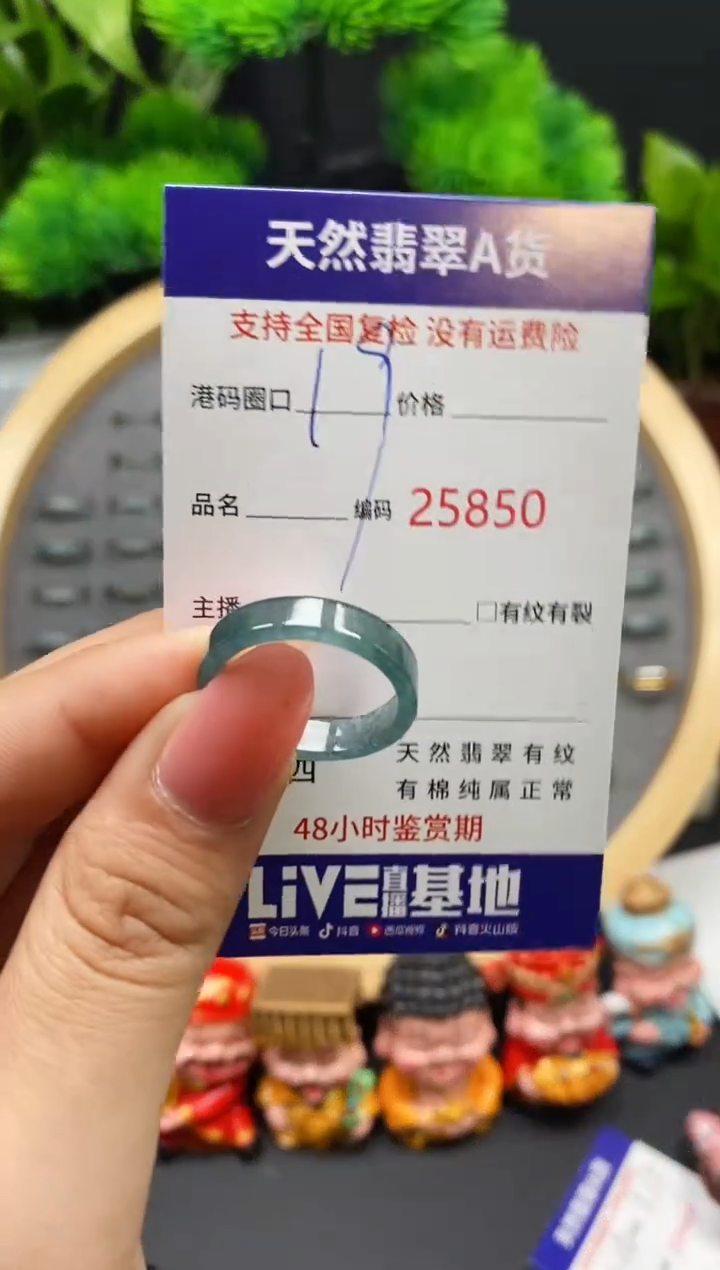 天然翡翠A货
支持全国复检 没有运费险
港码圈口 价格
品名 编码 25850
主播 □有纹有裂
四 天然翡翠有纹
有棉纯属正常
48小时鉴赏期
LiVE直播基地
今日头条 抖音 西瓜视频 抖音火山版